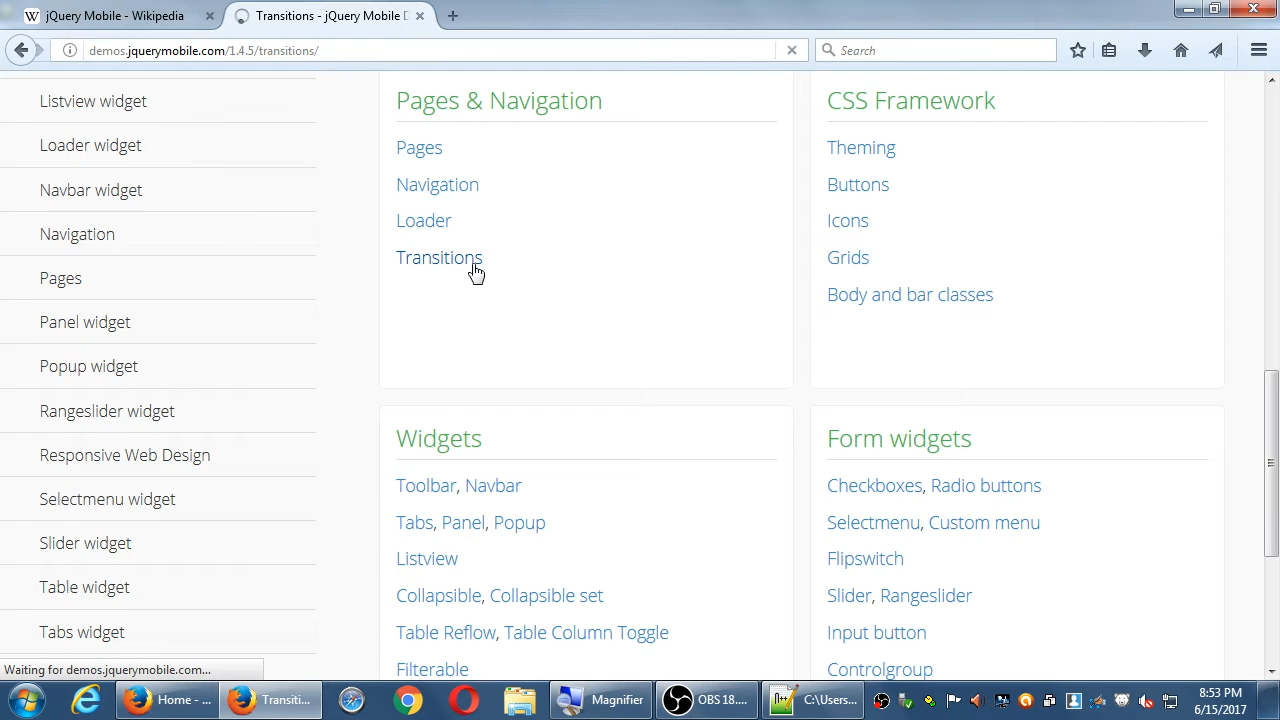 jQuery Mobile - Wikipedia
Transitions - jQuery Mobile D
demos.jquerymobile.com/1.4.5/transitions/
Search
Listview widget
Loader widget
Navbar widget
Navigation
Pages
Panel widget
Popup widget
Rangeslider widget
Responsive Web Design
Selectmenu widget
Slider widget
Table widget
Tabs widget
Pages & Navigation
Pages
Navigation
Loader
Transitions
CSS Framework
Theming
Buttons
Icons
Grids
Body and bar classes
Widgets
Toolbar, Navbar
Tabs, Panel, Popup
Listview
Collapsible, Collapsible set
Table Reflow, Table Column Toggle
Filterable
Form widgets
Checkboxes, Radio buttons
Selectmenu, Custom menu
Flipswitch
Slider, Rangeslider
Input button
Controlgroup
Waiting for demos.jquerymobile.com...
Home - ...
Transiti...
Magnifier
OBS 18....
C:\Users...
8:53 PM
6/15/2017